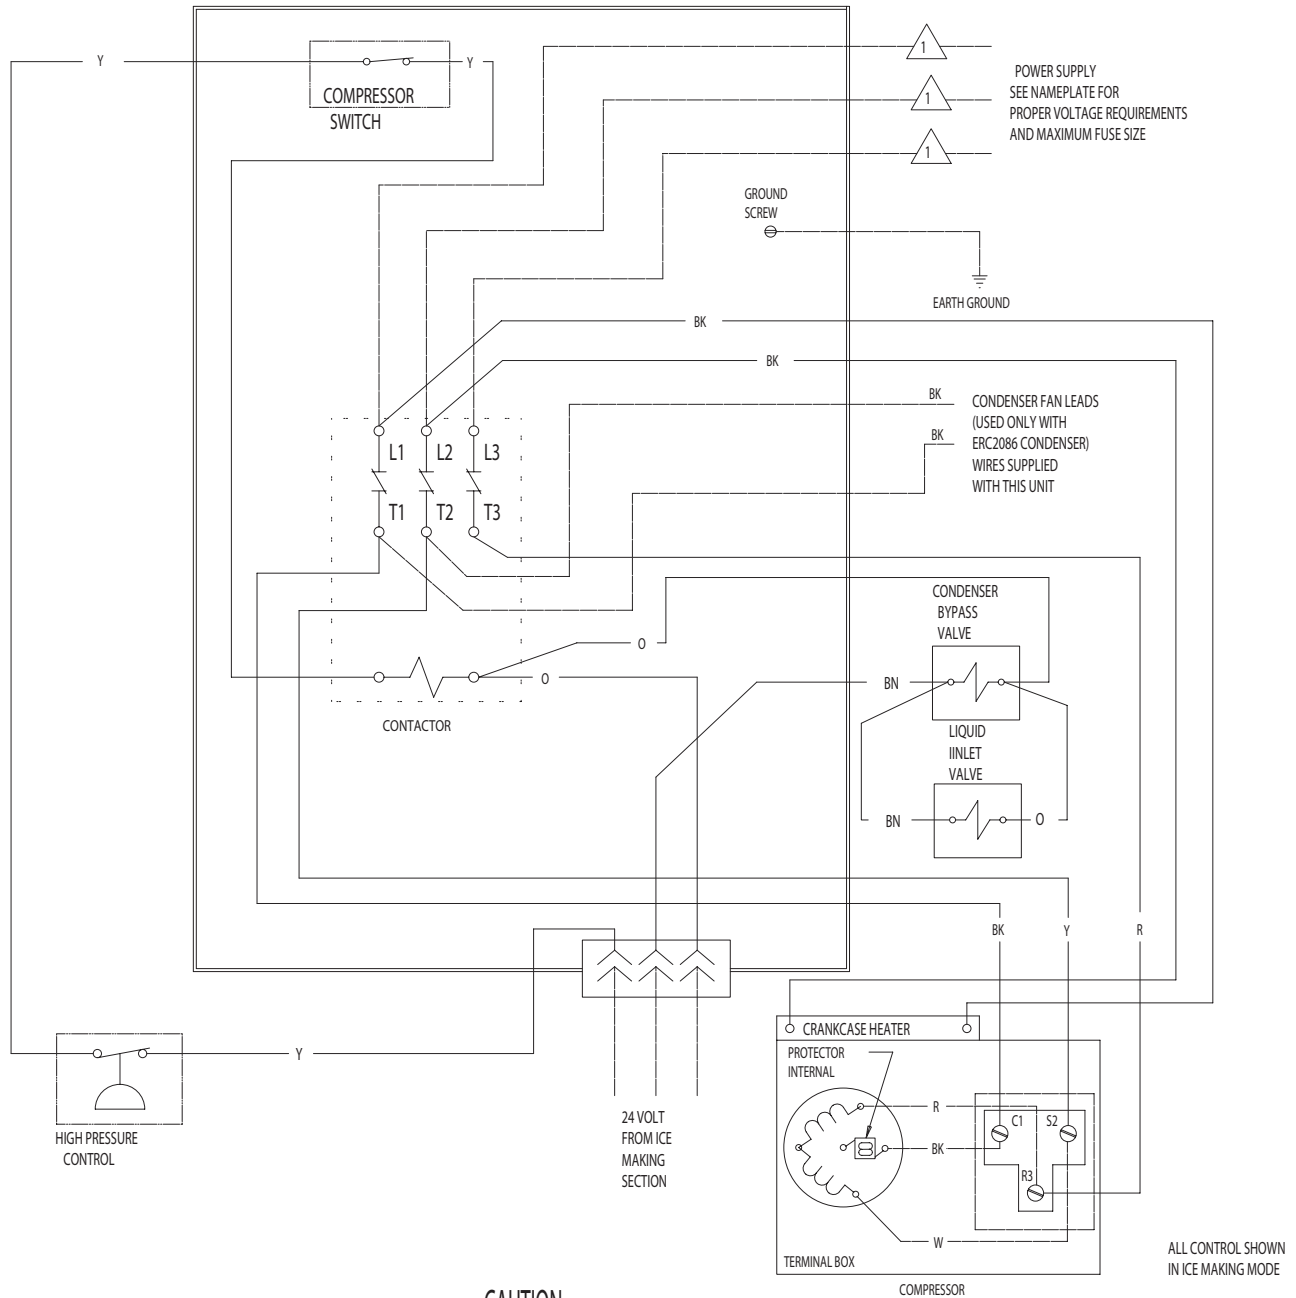 Y
Y
COMPRESSOR
SWITCH
1
1
1
POWER SUPPLY
SEE NAMEPLATE FOR
PROPER VOLTAGE REQUIREMENTS
AND MAXIMUM FUSE SIZE
GROUND
SCREW
EARTH GROUND
BK
BK
BK
BK
CONDENSER FAN LEADS
(USED ONLY WITH
ERC2086 CONDENSER)
WIRES SUPPLIED
WITH THIS UNIT
L1 L2 L3
T1 T2 T3
CONDENSER
BYPASS
VALVE
O
O
BN
CONTACTOR
LIQUID
IINLET
VALVE
BN
O
BK
Y
R
Y
HIGH PRESSURE
CONTROL
24 VOLT
FROM ICE
MAKING
SECTION
CRANKCASE HEATER
PROTECTOR
INTERNAL
R
BK
W
C1
S2
R3
TERMINAL BOX
COMPRESSOR
ALL CONTROL SHOWN
IN ICE MAKING MODE
CAUTION